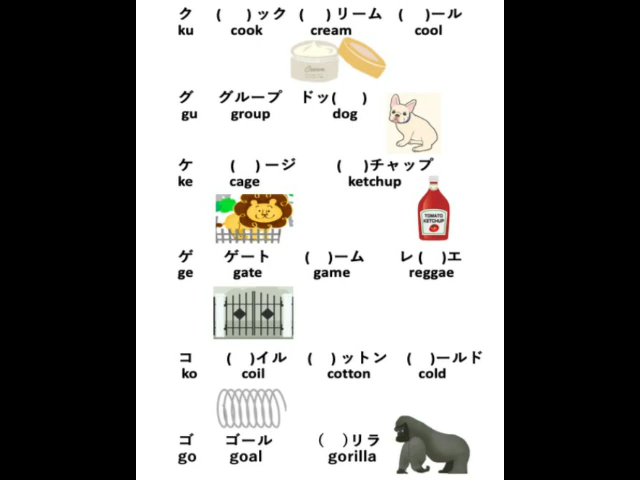 ク ( )ック ( )リーム ( )ール
ku cook cream cool
グ グループ ドッ( )
gu group dog
ケ ( )ージ ( )チャップ
ke cage ketchup
TOMATO
KETCHUP
ゲ ゲート ( )ーム レ( )エ
ge gate game reggae
コ ( )イル ( )ットン ( )ールド
ko coil cotton cold
ゴ ゴール ( )リラ
go goal gorilla